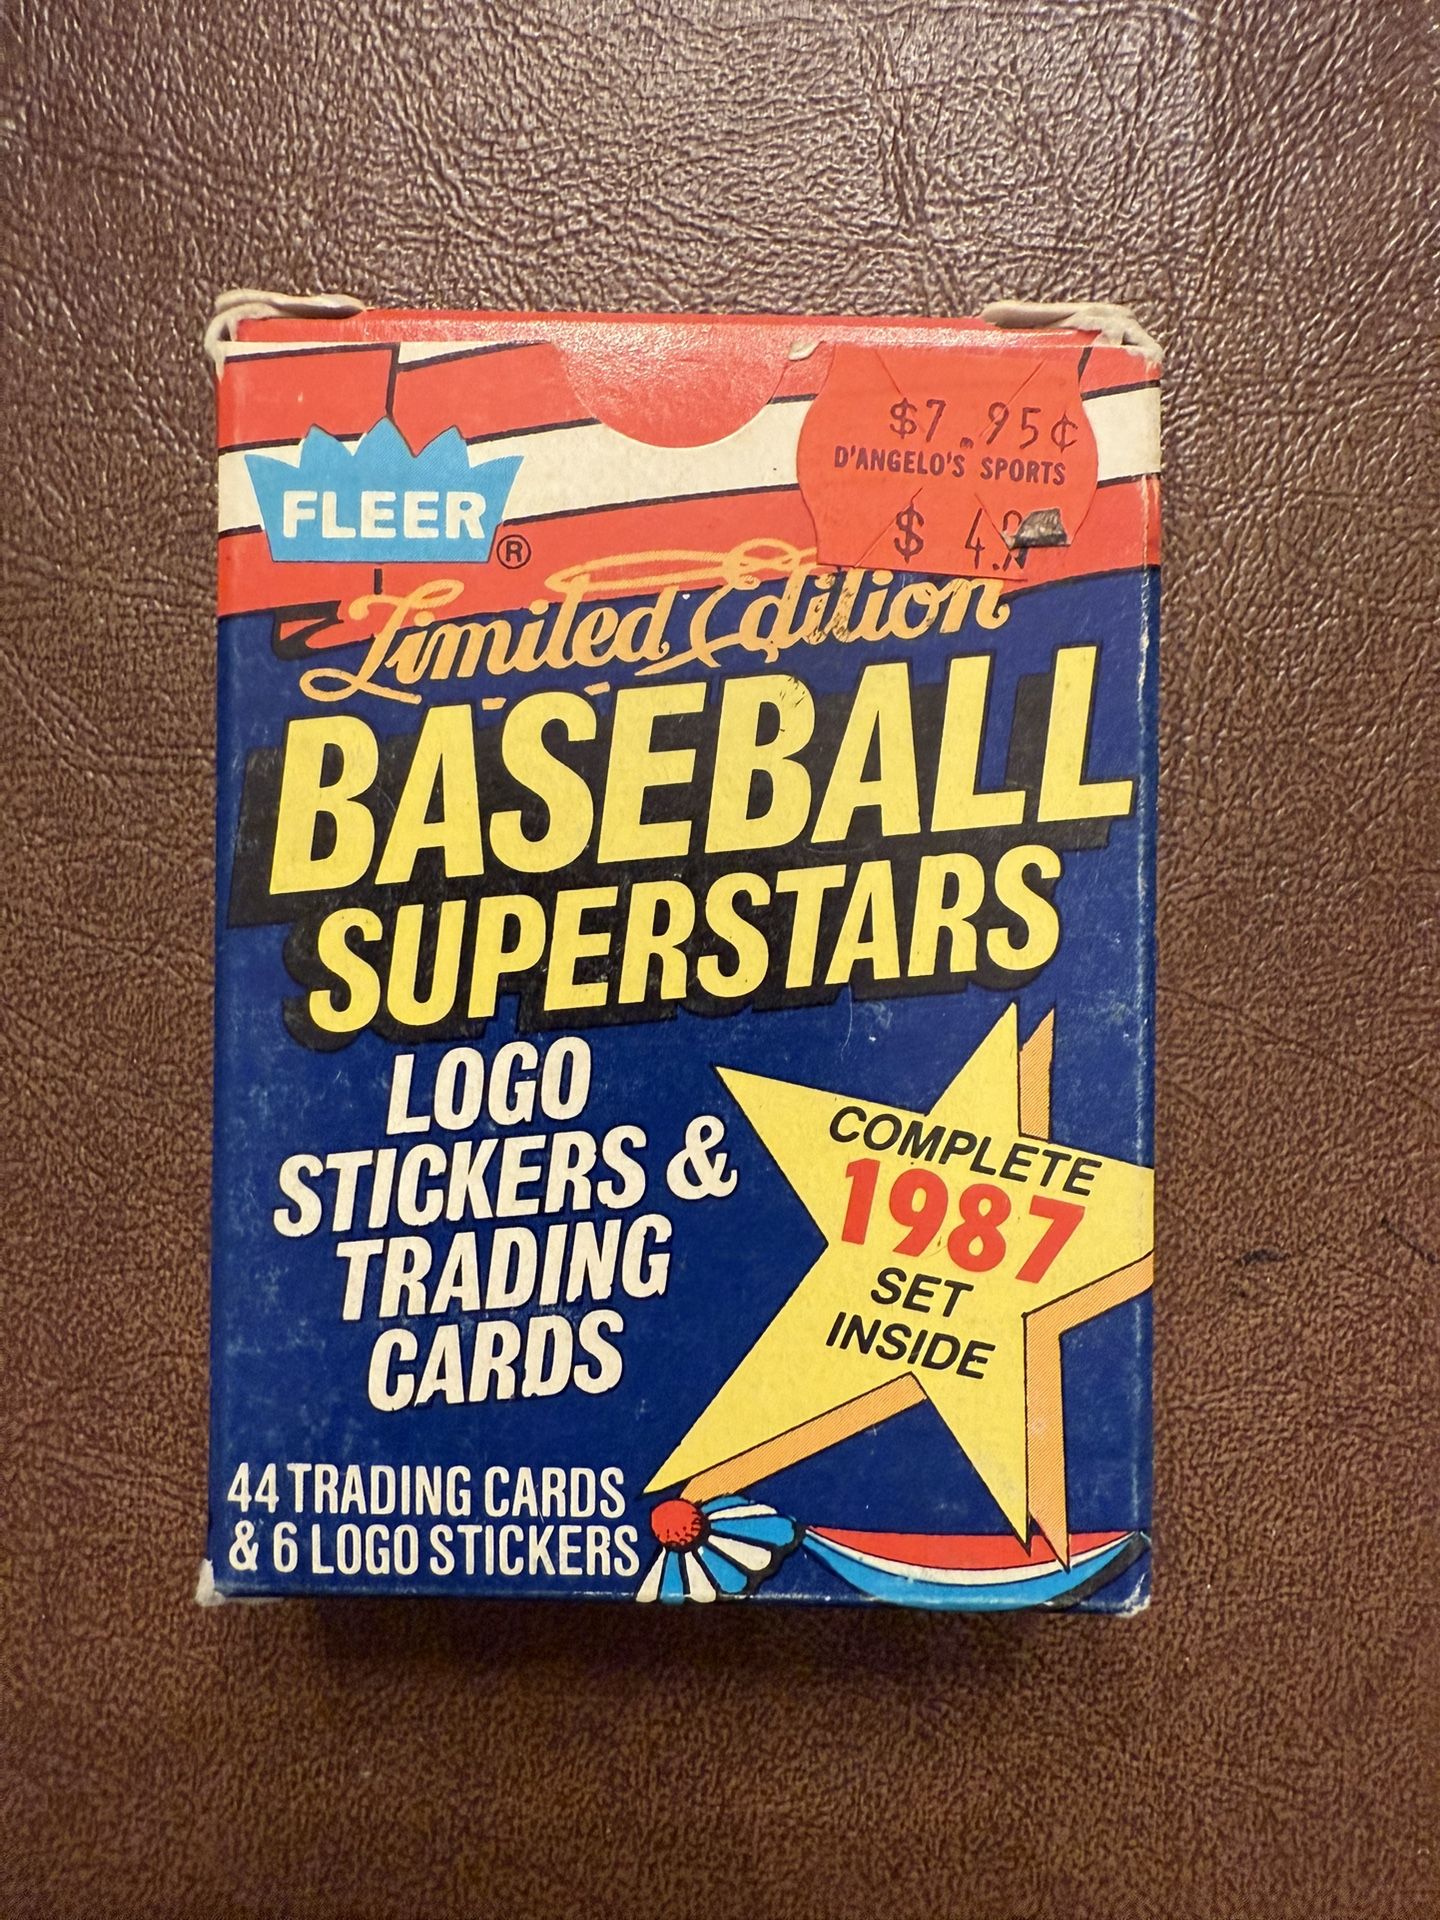 $7.95¢
D'ANGELO'S SPORTS
$ 4.
FLEER®
Limited Edition
BASEBALL
SUPERSTARS
LOGO
STICKERS &
TRADING
CARDS
COMPLETE
1987
SET
INSIDE
44 TRADING CARDS
& 6 LOGO STICKERS